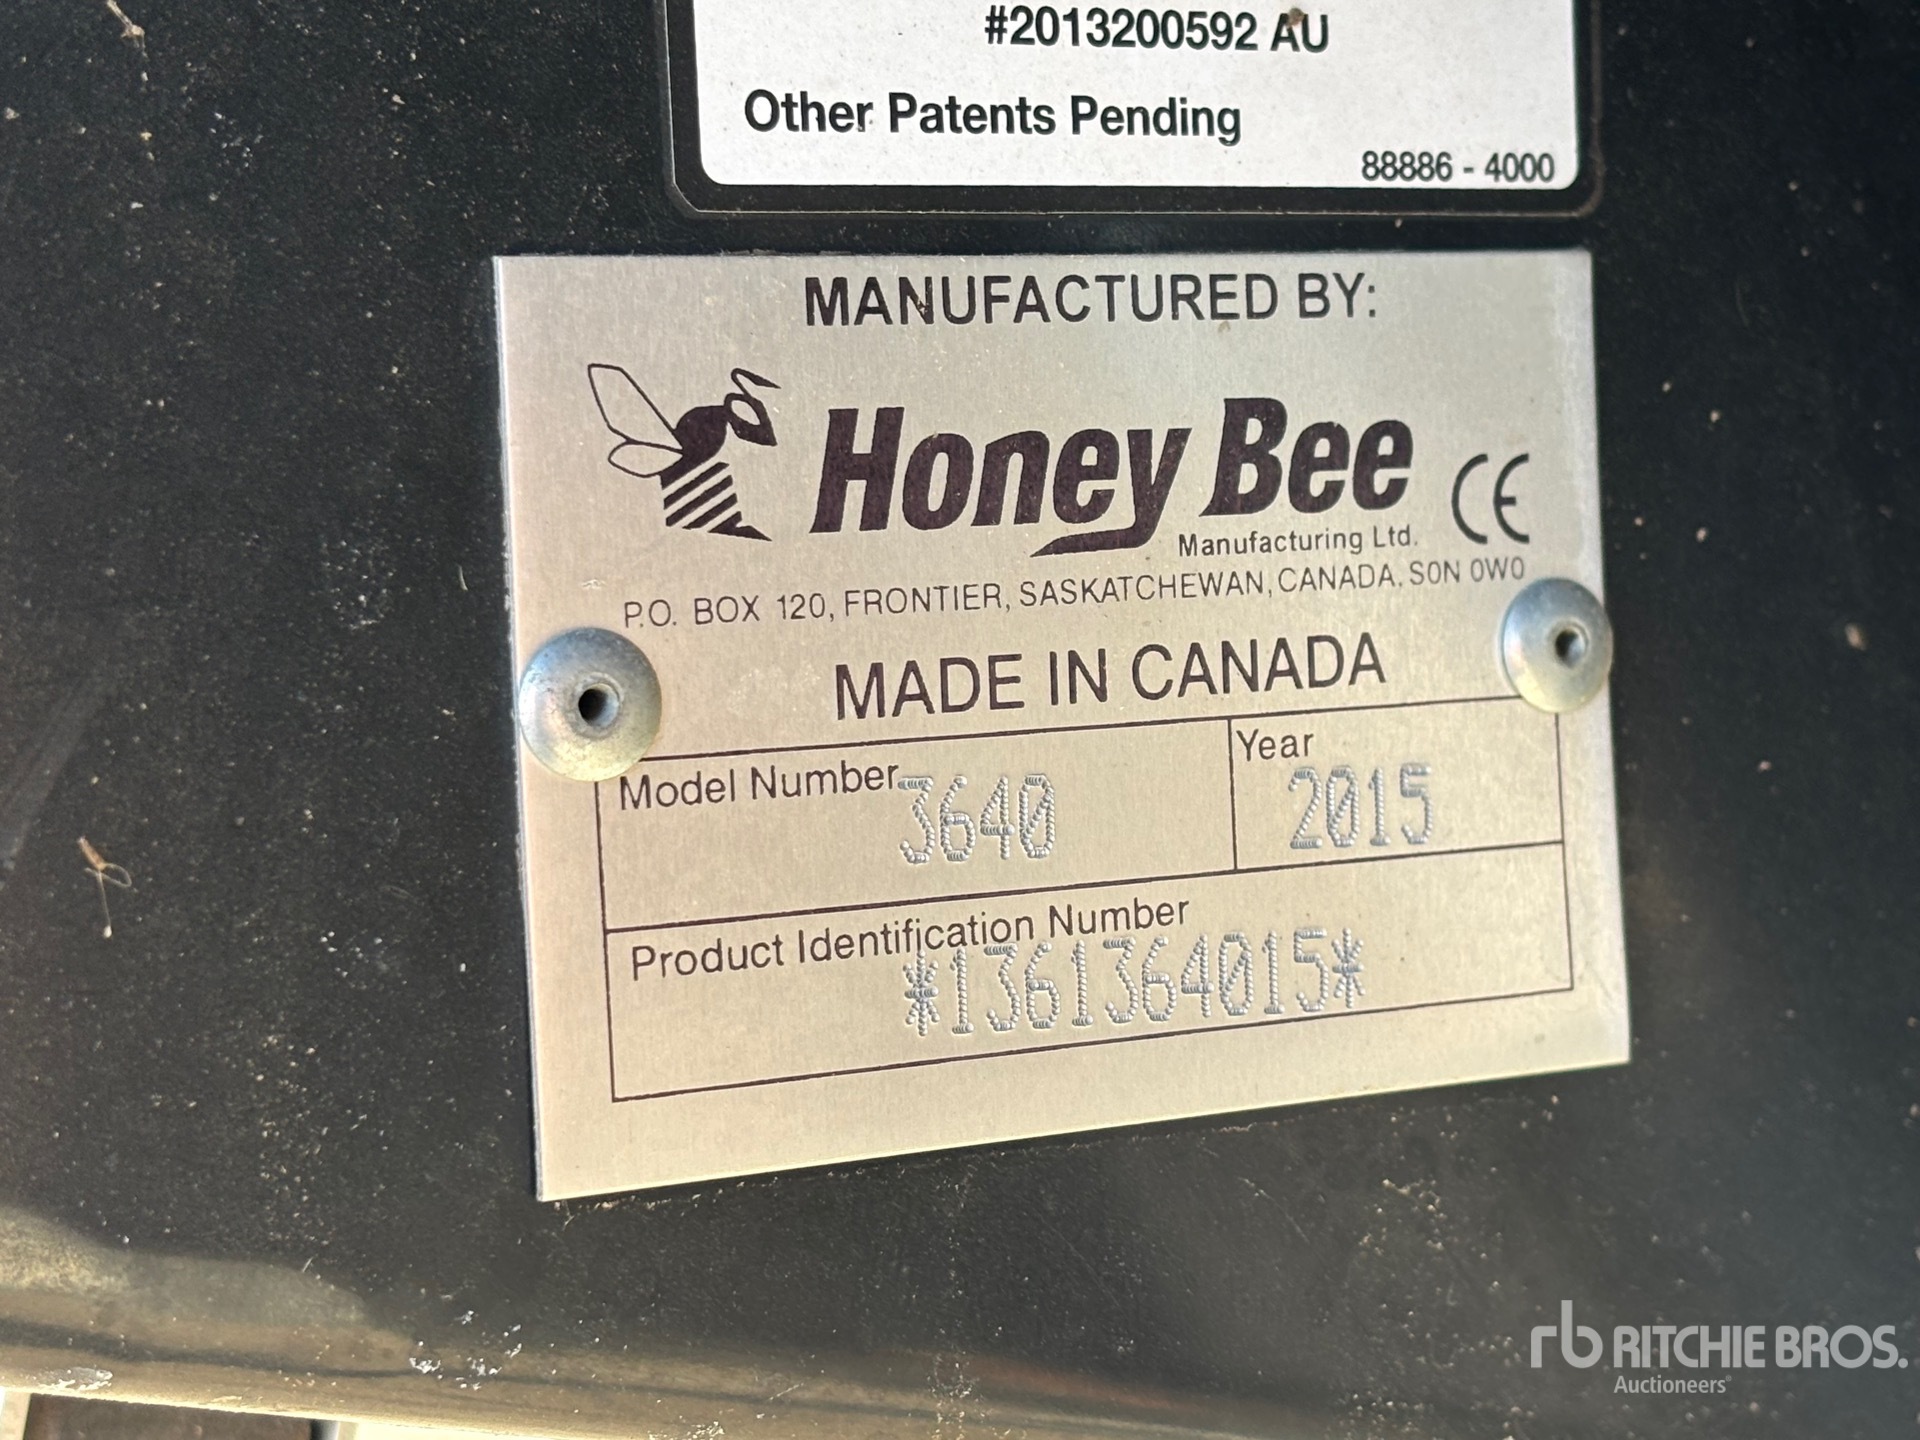 #2013200592 AU
Other Patents Pending
88886 - 4000
MANUFACTURED BY:
Honey Bee
Manufacturing Ltd.
CE
P.O. BOX 120, FRONTIER, SASKATCHEWAN, CANADA, S0N 0W0
MADE IN CANADA
Model Number 3640
Year 2015
Product Identification Number
*1361364015*
rb RITCHIE BROS.
Auctioneers